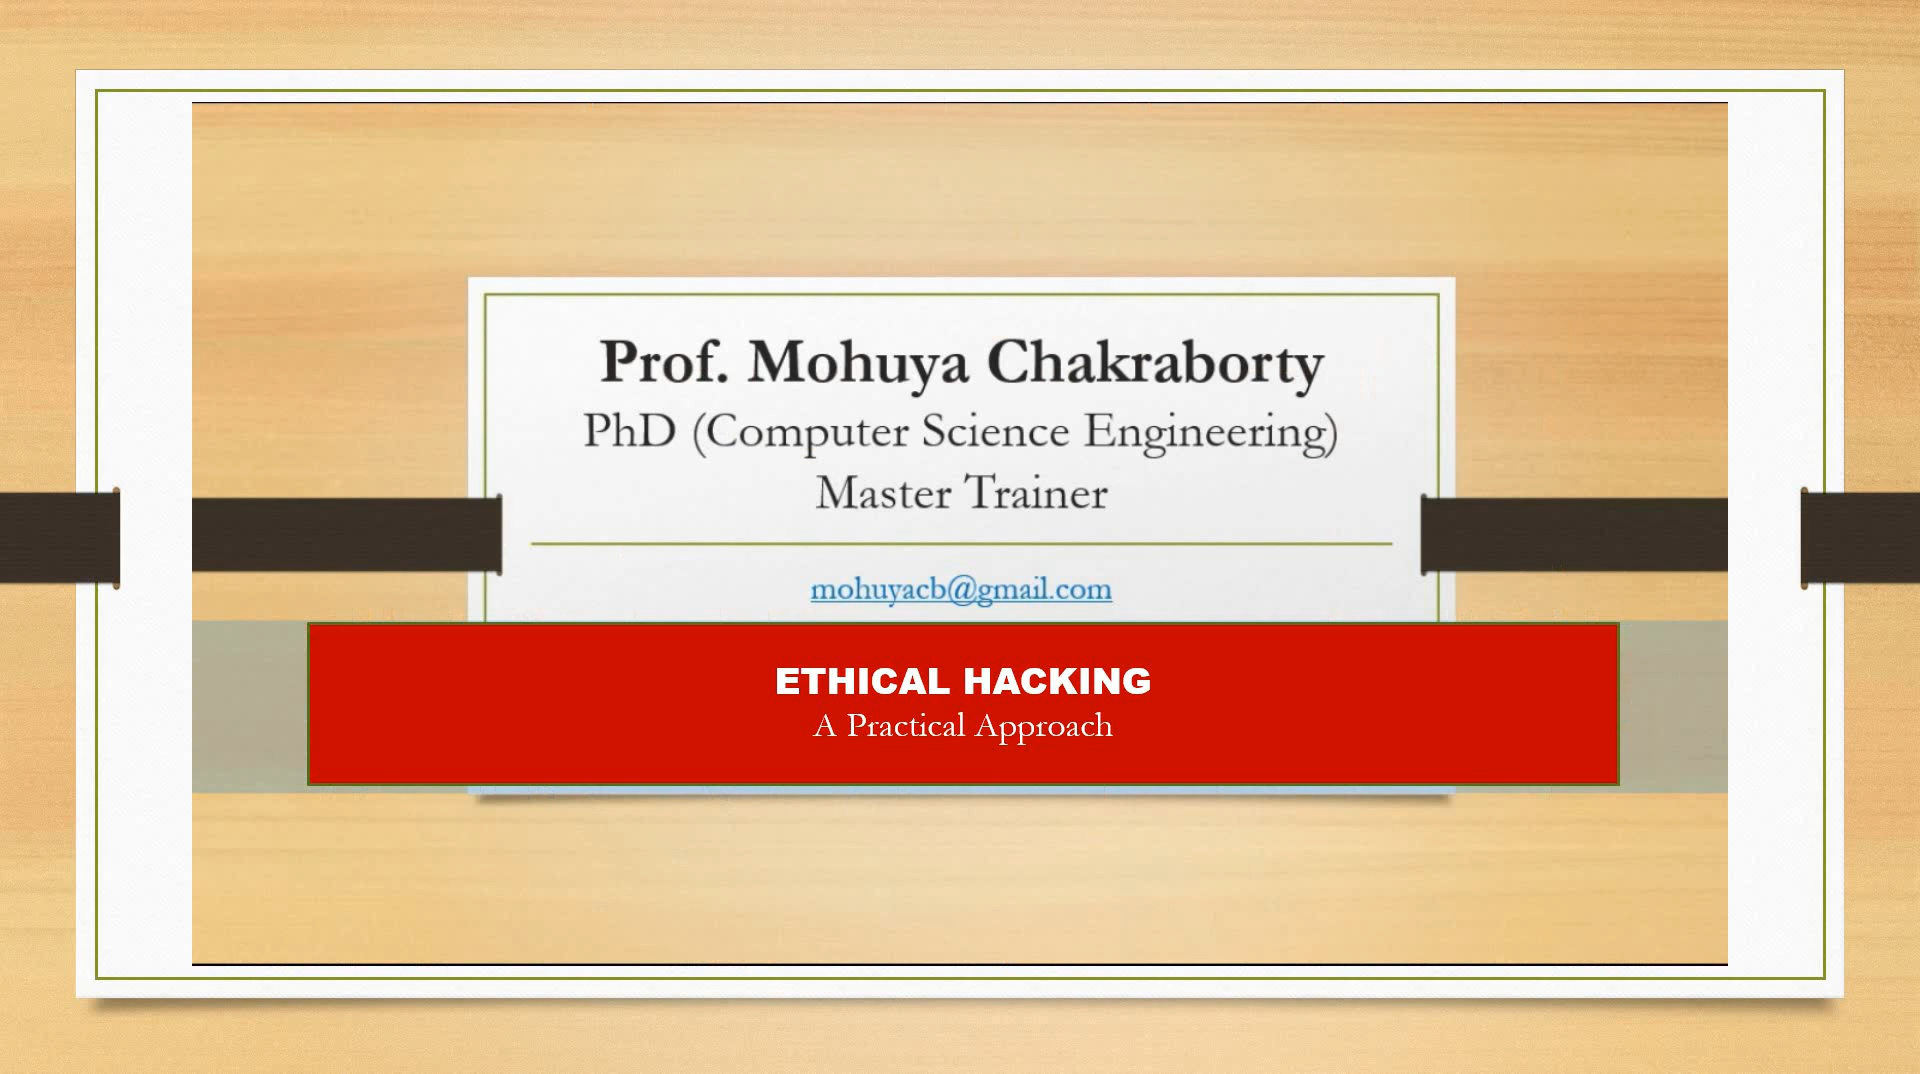 Prof. Mohuya Chakraborty
PhD (Computer Science Engineering)
Master Trainer
mohuyacb@gmail.com
ETHICAL HACKING
A Practical Approach